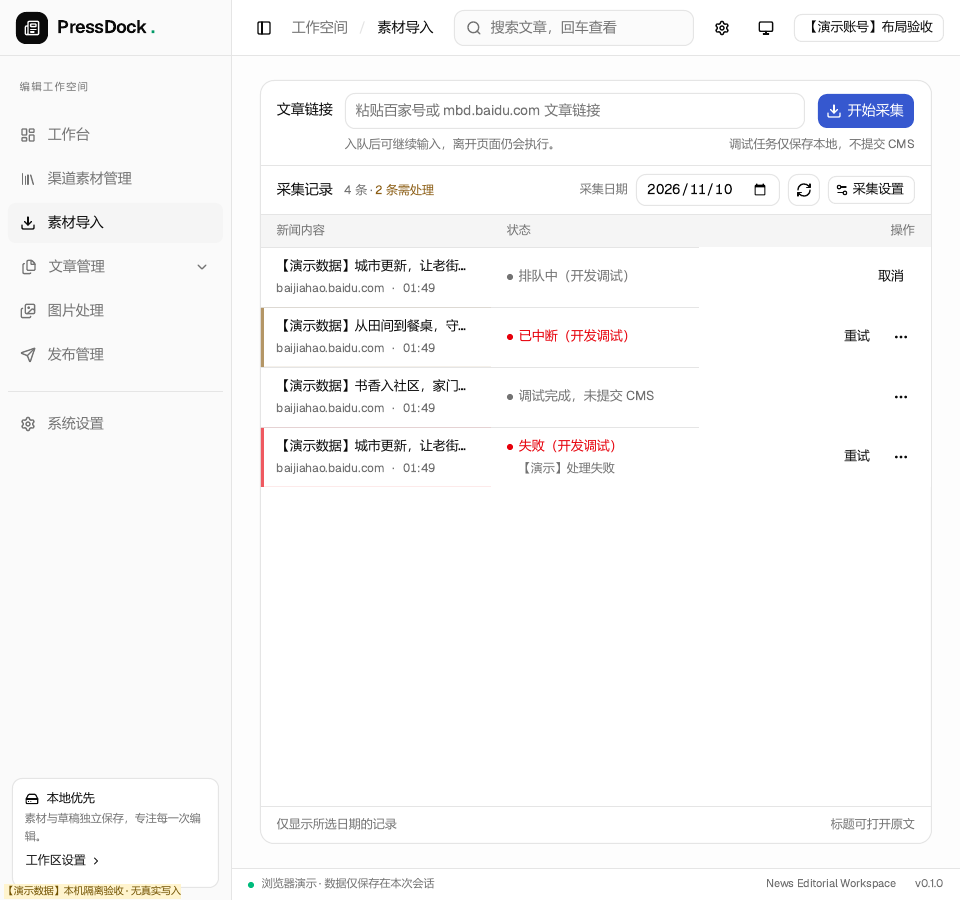 PressDock.
工作空间 / 素材导入
搜索文章，回车查看
【演示账号】布局验收
编辑工作空间
工作台
渠道素材管理
素材导入
文章管理
图片处理
发布管理
系统设置
文章链接
粘贴百家号或 mbd.baidu.com 文章链接
开始采集
入队后可继续输入，离开页面仍会执行。
调试任务仅保存本地，不提交 CMS
采集记录 4 条·2 条需处理
采集日期 2026/11/10
采集设置
新闻内容 状态 操作
【演示数据】城市更新，让老街…
baijiahao.baidu.com · 01:49
排队中（开发调试）
取消
【演示数据】从田间到餐桌，守…
baijiahao.baidu.com · 01:49
已中断（开发调试）
重试
【演示数据】书香入社区，家门…
baijiahao.baidu.com · 01:49
调试完成，未提交 CMS
【演示数据】城市更新，让老街…
baijiahao.baidu.com · 01:49
失败（开发调试）
【演示】处理失败
重试
仅显示所选日期的记录
标题可打开原文
本地优先
素材与草稿独立保存，专注每一次编
辑。
工作区设置
【演示数据】本机隔离验收 · 无真实写入
浏览器演示 · 数据仅保存在本次会话
News Editorial Workspace
v0.1.0